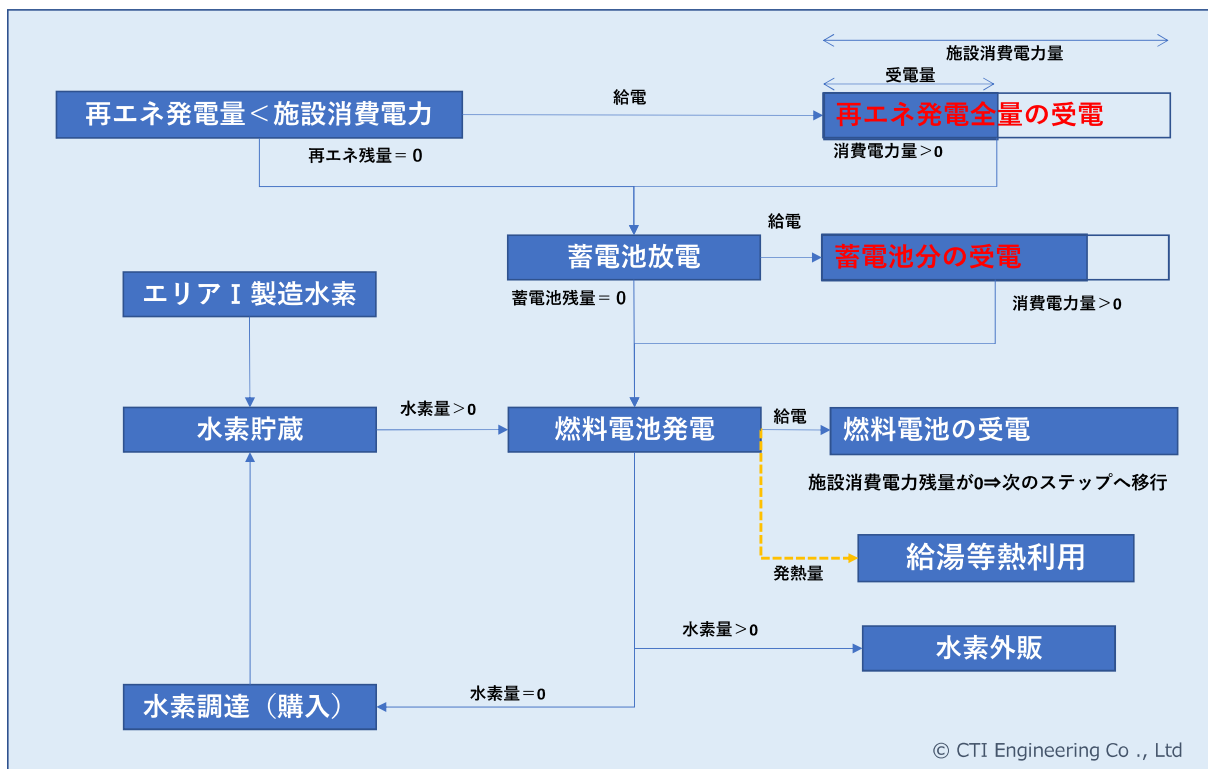 施設消費電力量
受電量
再エネ発電量＜施設消費電力
給電
再エネ発電全量の受電
再エネ残量＝０
消費電力量＞0
蓄電池放電
給電
蓄電池分の受電
エリアⅠ製造水素
蓄電池残量＝０
消費電力量＞0
水素貯蔵
水素量＞0
燃料電池発電
給電
燃料電池の受電
施設消費電力残量が0⇒次のステップへ移行
給湯等熱利用
発熱量
水素量＞0
水素外販
水素調達（購入）
水素量＝0
© CTI Engineering Co ., Ltd